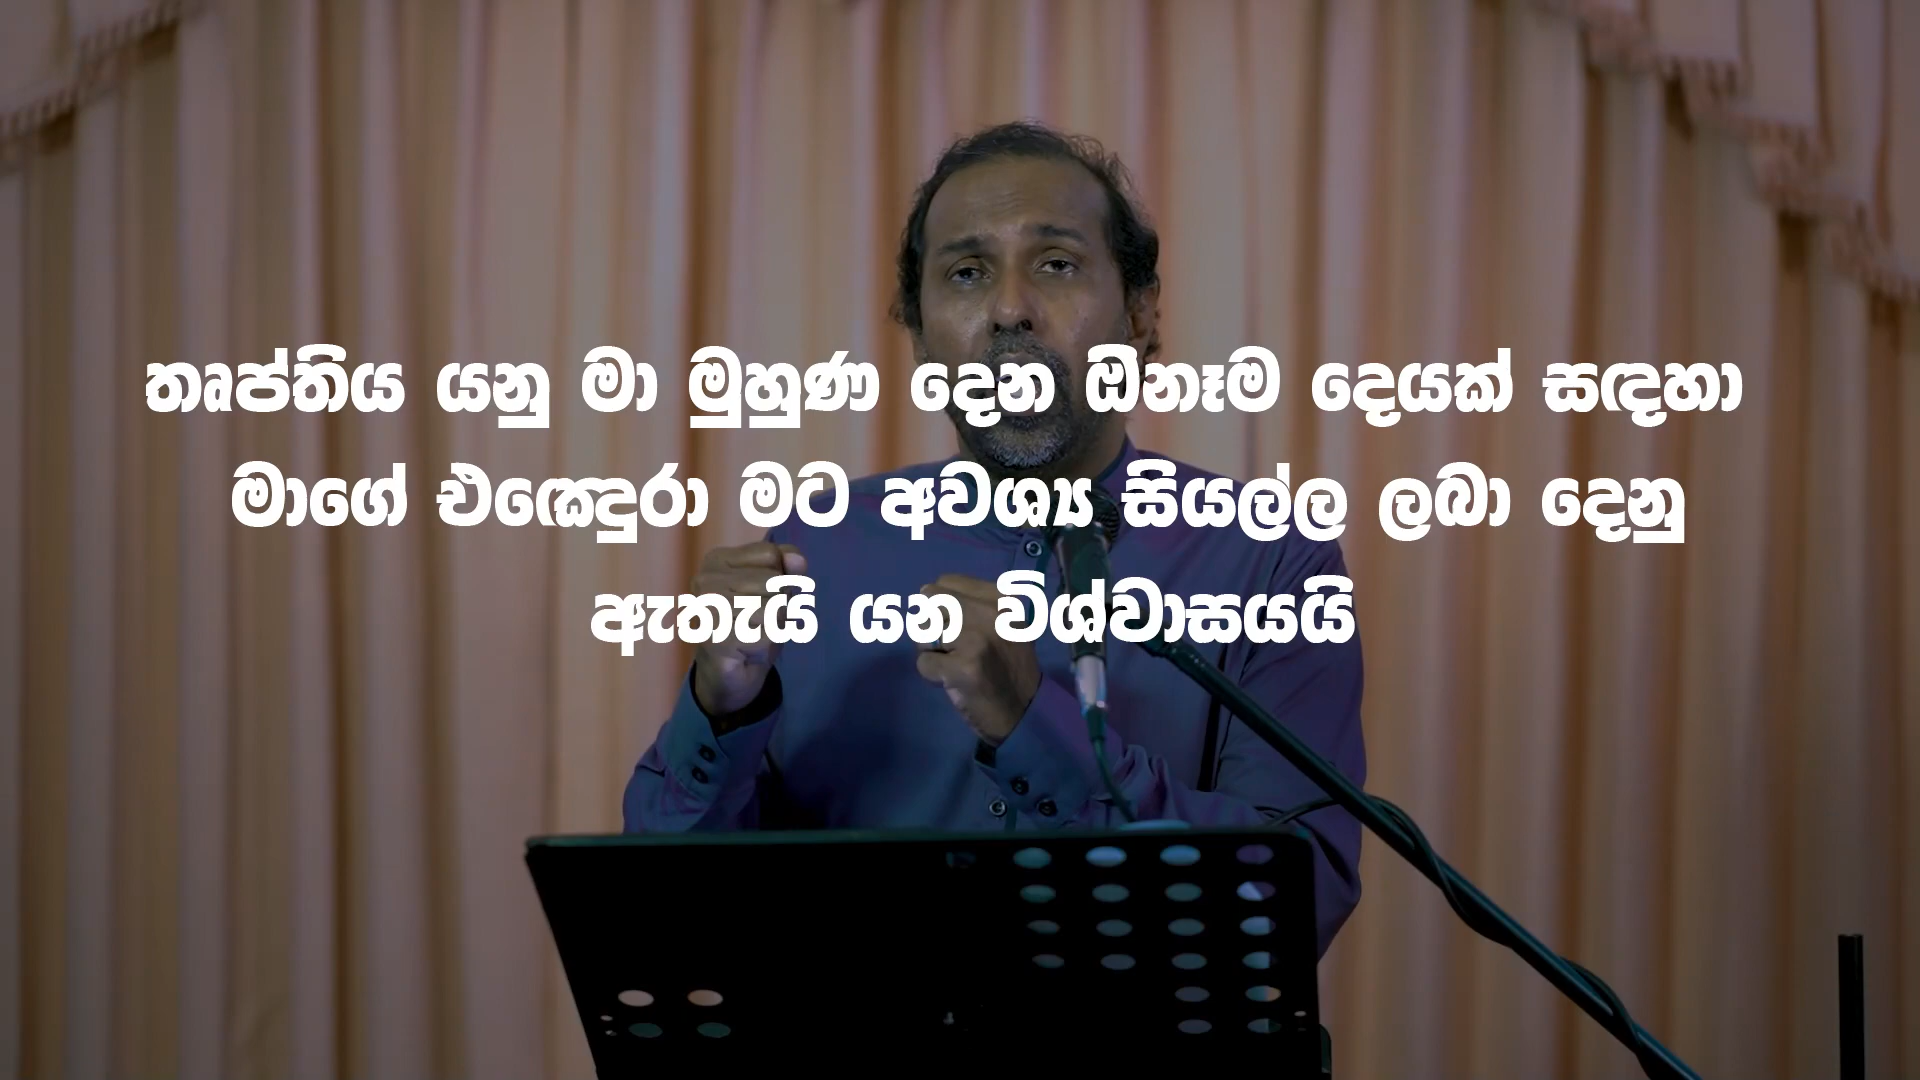 තෘප්තිය යනු මා මුහුණ දෙන ඕනෑම දෙයක් සඳහා
මාගේ එඬෙදුරා මට අවශ්‍ය සියල්ල ලබා දෙනු
ඇතැයි යන විශ්වාසයයි